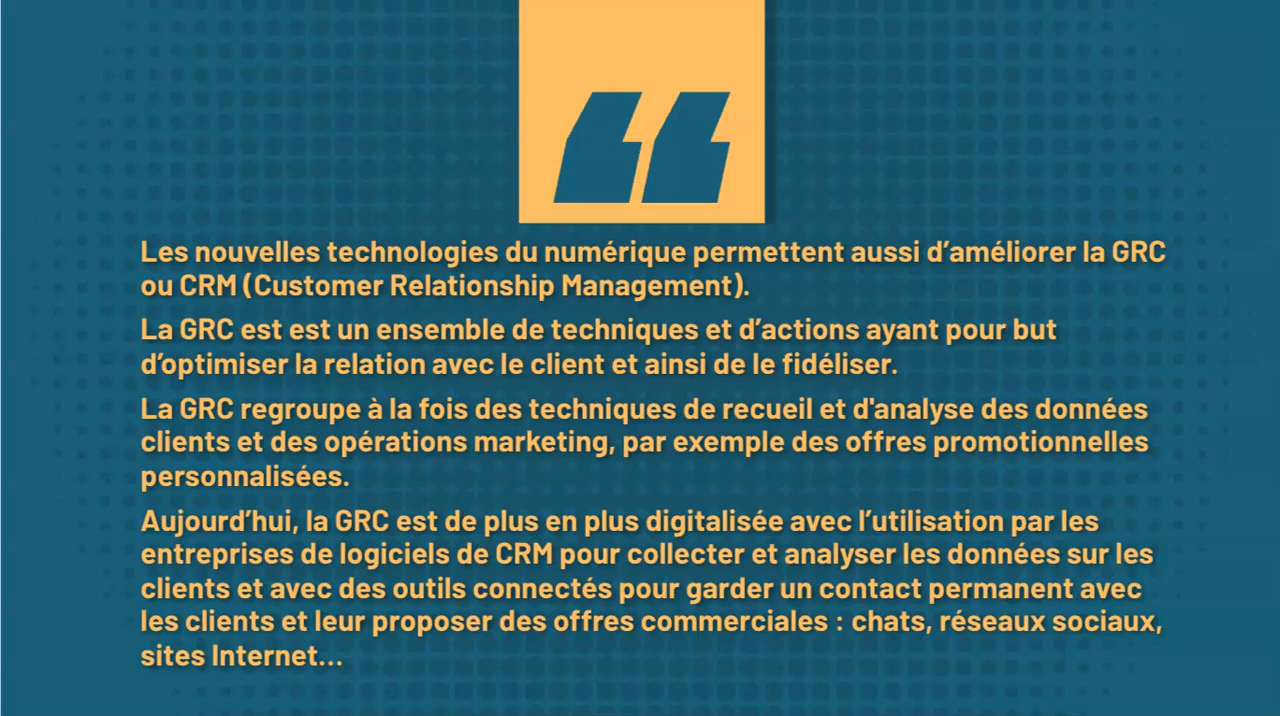 Les nouvelles technologies du numérique permettent aussi d’améliorer la GRC
ou CRM (Customer Relationship Management).
La GRC est est un ensemble de techniques et d’actions ayant pour but
d’optimiser la relation avec le client et ainsi de le fidéliser.
La GRC regroupe à la fois des techniques de recueil et d'analyse des données
clients et des opérations marketing, par exemple des offres promotionnelles
personnalisées.
Aujourd’hui, la GRC est de plus en plus digitalisée avec l’utilisation par les
entreprises de logiciels de CRM pour collecter et analyser les données sur les
clients et avec des outils connectés pour garder un contact permanent avec
les clients et leur proposer des offres commerciales : chats, réseaux sociaux,
sites Internet…